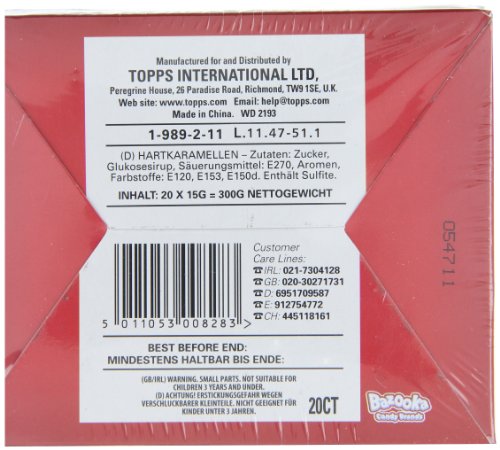 Manufactured for and Distributed by
TOPPS INTERNATIONAL LTD,
Peregrine House, 26 Paradise Road, Richmond, TW9 1SE, U.K.
Web site: www.topps.com Email: help@topps.com
Made in China. WD 2193
1-989-2-11 L.11.47-51.1
(D) HARTKARAMELLEN – Zutaten: Zucker,
Glukosesirup, Säuerungsmittel: E270, Aromen,
Farbstoffe: E120, E153, E150d. Enthält Sulfite.
INHALT: 20 X 15G = 300G NETTOGEWICHT
Customer
Care Lines:
☎IRL: 021-7304128
☎GB: 020-30271731
☎D: 6951709587
☎E: 912754772
☎CH: 445118161
5 011053 008283 >
BEST BEFORE END:
MINDESTENS HALTBAR BIS ENDE:
(GB/IRL) WARNING. SMALL PARTS. NOT SUITABLE FOR
CHILDREN 3 YEARS AND UNDER.
(D) ACHTUNG! ERSTICKUNGSGEFAHR WEGEN
VERSCHLUCKBARER KLEINTEILE. NICHT GEEIGNET FÜR
KINDER UNTER 3 JAHREN.
20CT
054711
Bazooka
Candy Brands